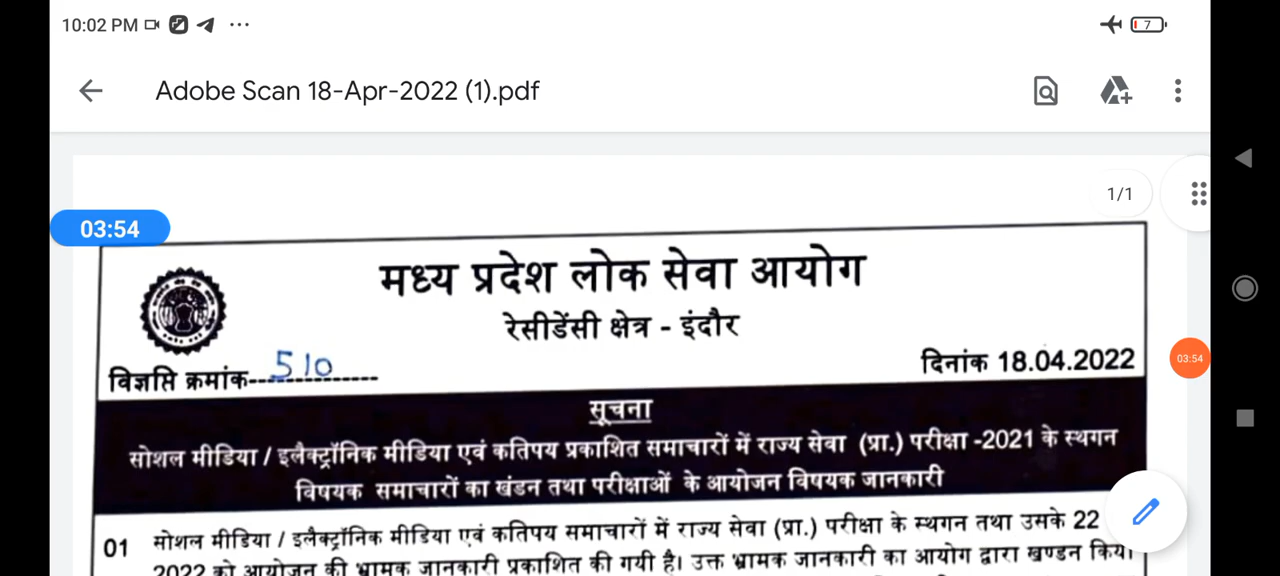 10:02 PM ...
7
Adobe Scan 18-Apr-2022 (1).pdf
1/1
03:54
मध्य प्रदेश लोक सेवा आयोग
रेसीडेंसी क्षेत्र - इंदौर
विज्ञप्ति क्रमांक---510---
दिनांक 18.04.2022
03:54
सूचना
सोशल मीडिया / इलैक्ट्रॉनिक मीडिया एवं कतिपय प्रकाशित समाचारों में राज्य सेवा (प्रा.) परीक्षा -2021 के स्थगन
विषयक समाचारों का खंडन तथा परीक्षाओं के आयोजन विषयक जानकारी
01 सोशल मीडिया / इलैक्ट्रॉनिक मीडिया एवं कतिपय समाचारों में राज्य सेवा (प्रा.) परीक्षा के स्थगन तथा उसके 22
2022 को आयोजन की भ्रामक जानकारी प्रकाशित की गयी है। उक्त भ्रामक जानकारी का आयोग द्वारा खण्डन किया